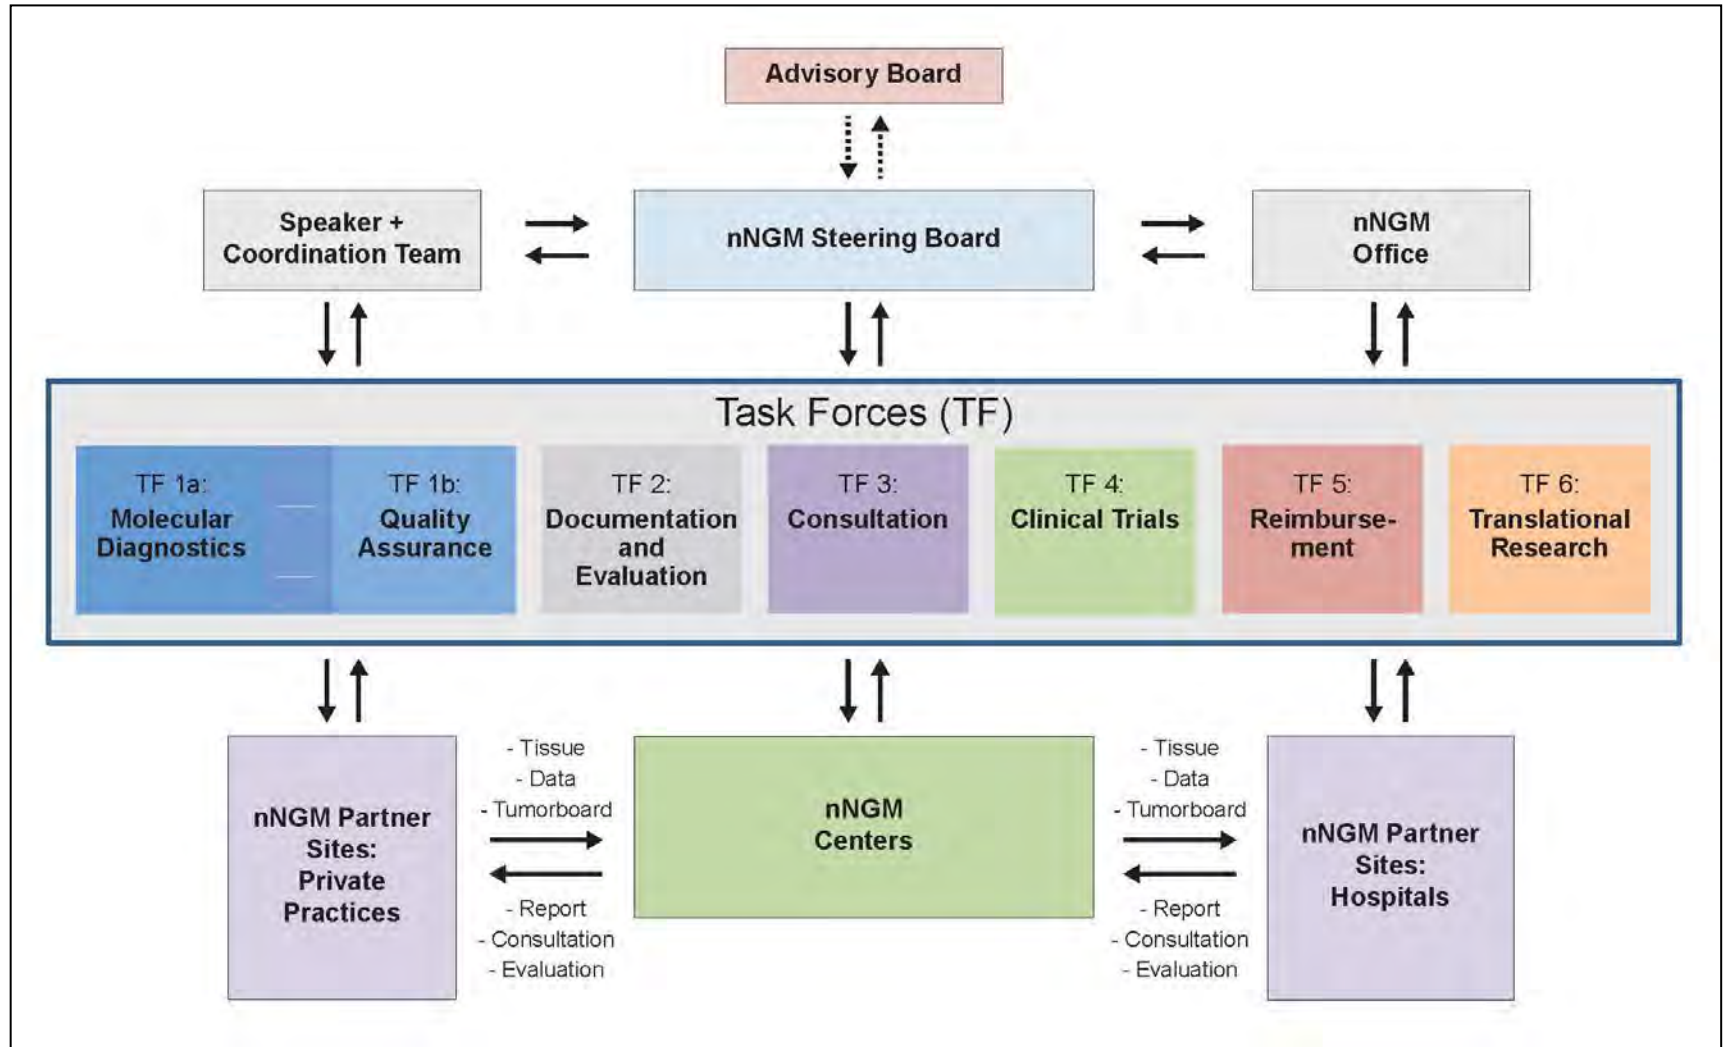 Advisory Board
Speaker +
Coordination Team
nNGM Steering Board
nNGM
Office
Task Forces (TF)
TF 1a:
Molecular
Diagnostics
TF 1b:
Quality
Assurance
TF 2:
Documentation
and
Evaluation
TF 3:
Consultation
TF 4:
Clinical Trials
TF 5:
Reimburse-
ment
TF 6:
Translational
Research
nNGM Partner
Sites:
Private
Practices
- Tissue
- Data
- Tumorboard
- Report
- Consultation
- Evaluation
nNGM
Centers
- Tissue
- Data
- Tumorboard
- Report
- Consultation
- Evaluation
nNGM Partner
Sites:
Hospitals